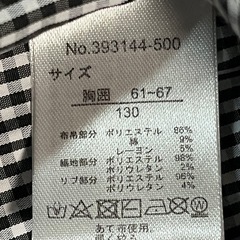 No.393144-500
サイズ
胸囲 61~67
130
布帛部分 ポリエステル 86%
綿 9%
レーヨン 5%
編地部分 ポリエステル 98%
ポリウレタン 2%
リブ部分 ポリエステル 96%
ポリウレタン 4%
あて布使用